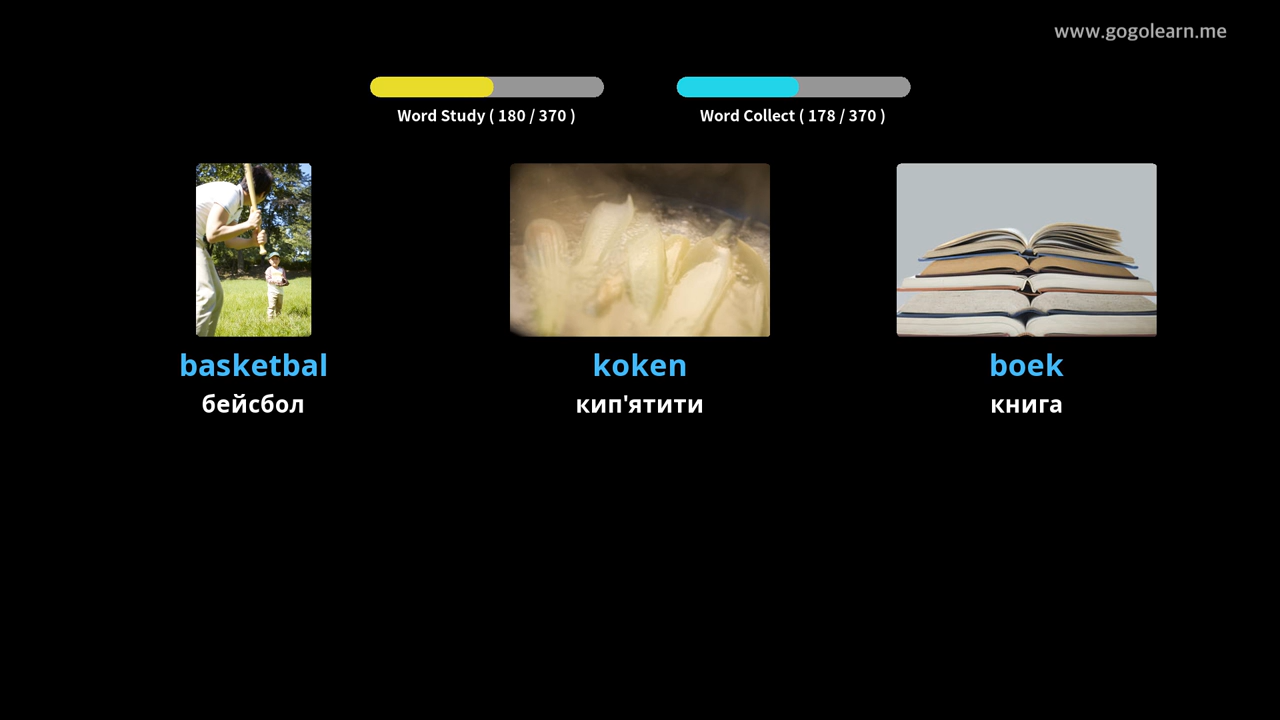 www.gogolearn.me
Word Study ( 180 / 370 )
Word Collect ( 178 / 370 )
basketbal
бейсбол
koken
кип'ятити
boek
книга